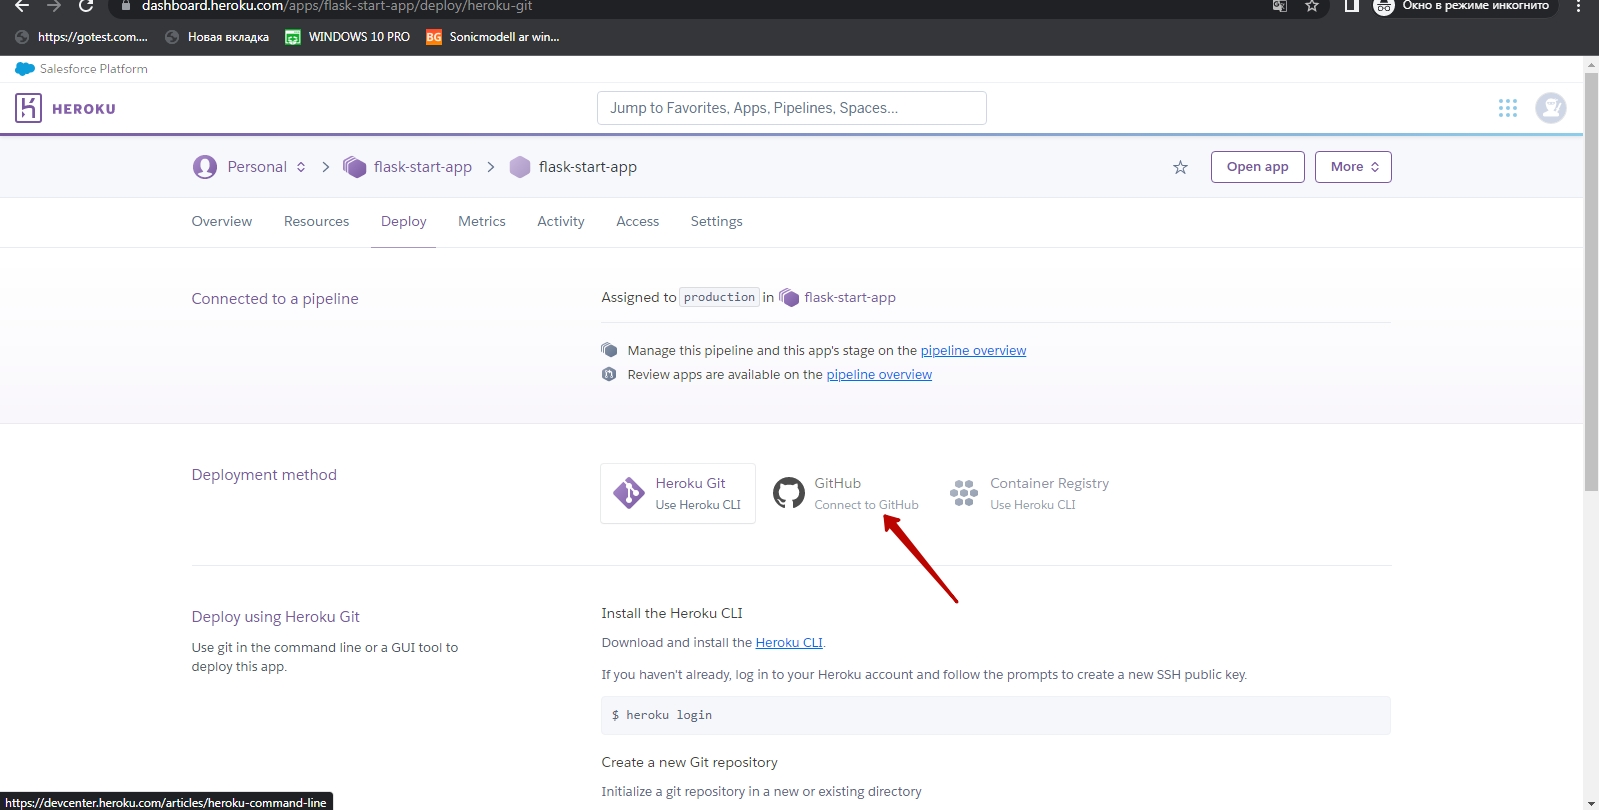 dashboard.heroku.com/apps/flask-start-app/deploy/heroku-git
Окно в режиме инкогнито
https://gotest.com.... Новая вкладка WINDOWS 10 PRO BG Sonicmodell ar win...
Salesforce Platform
HEROKU
Jump to Favorites, Apps, Pipelines, Spaces...
Personal flask-start-app flask-start-app
Open app More
Overview Resources Deploy Metrics Activity Access Settings
Connected to a pipeline
Assigned to production in flask-start-app
Manage this pipeline and this app's stage on the pipeline overview
Review apps are available on the pipeline overview
Deployment method
Heroku Git
Use Heroku CLI
GitHub
Connect to GitHub
Container Registry
Use Heroku CLI
Deploy using Heroku Git
Use git in the command line or a GUI tool to
deploy this app.
Install the Heroku CLI
Download and install the Heroku CLI.
If you haven't already, log in to your Heroku account and follow the prompts to create a new SSH public key.
$ heroku login
Create a new Git repository
Initialize a git repository in a new or existing directory
https://devcenter.heroku.com/articles/heroku-command-line